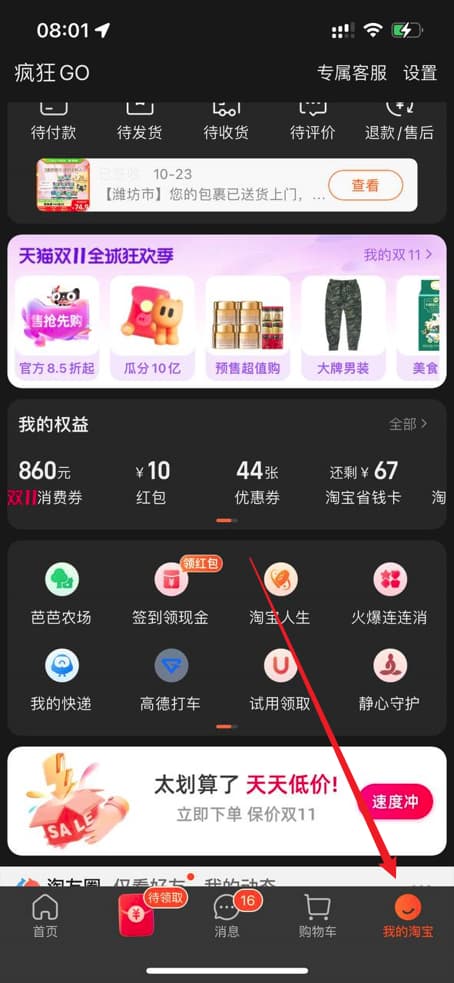 08:01
疯狂GO
专属客服 设置
待付款 待发货 待收货 待评价 退款/售后
10-23
【潍坊市】您的包裹已送货上门，...
查看
天猫双11全球狂欢季
我的双11 >
售抢先购
官方8.5折起 瓜分10亿 预售超值购 大牌男装 美食
我的权益
全部 >
860元 ¥10 44张 还剩¥67
双11消费券 红包 优惠券 淘宝省钱卡 淘
领红包
芭芭农场 签到领现金 淘宝人生 火爆连连消
我的快递 高德打车 试用领取 静心守护
SALE
太划算了 天天低价!
立即下单 保价双11
速度冲
淘友圈 仅看好友 我的动态
待领取
16
首页 消息 购物车 我的淘宝